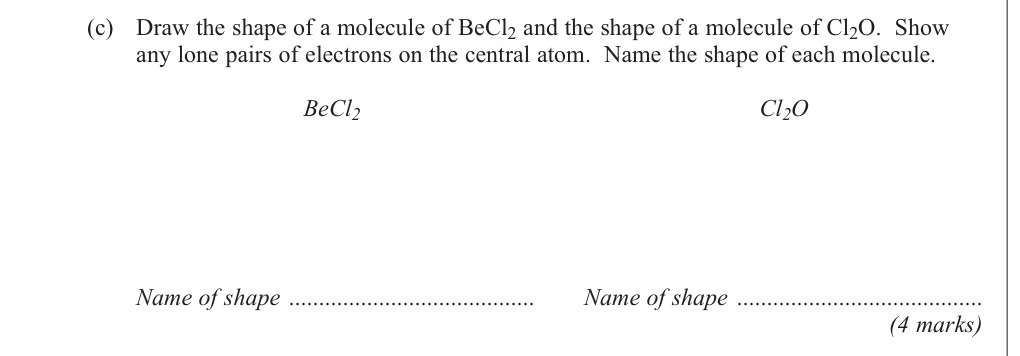 (c) Draw the shape of a molecule of BeCl₂ and the shape of a molecule of Cl₂O. Show
any lone pairs of electrons on the central atom. Name the shape of each molecule.
BeCl₂ Cl₂O
Name of shape ......................................... Name of shape .........................................
(4 marks)